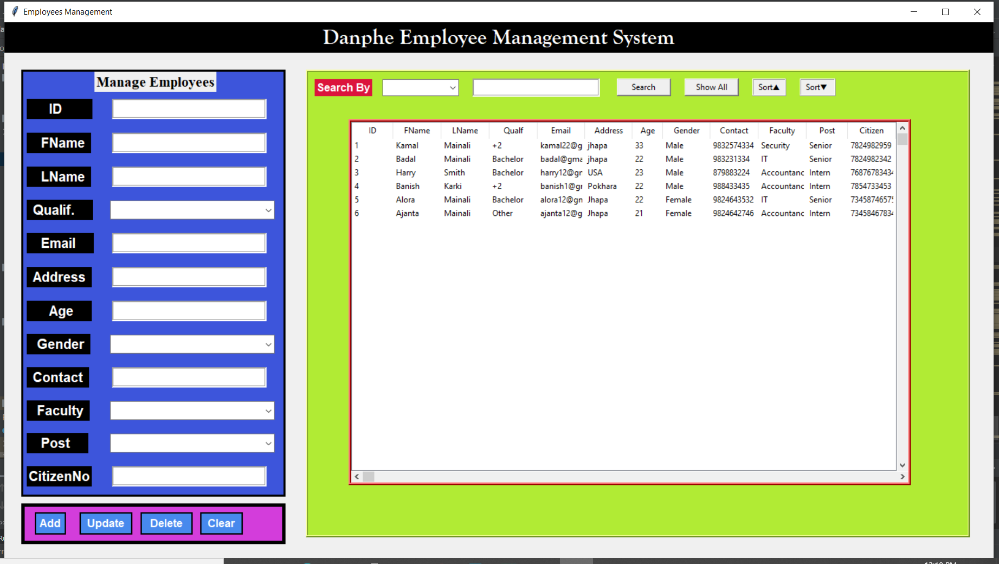 Employees Management
Danphe Employee Management System
Manage Employees
ID
FName
LName
Qualif.
Email
Address
Age
Gender
Contact
Faculty
Post
CitizenNo
Add Update Delete Clear
Search By Search Show All Sort▲ Sort▼
ID FName LName Qualf Email Address Age Gender Contact Faculty Post Citizen
1 Kamal Mainali +2 kamal22@g jhapa 33 Male 9832574334 Security Senior 7824982959
2 Badal Mainali Bachelor badal@gma jhapa 22 Male 983231334 IT Senior 7824982342
3 Harry Smith Bachelor harry12@gr USA 23 Male 879883224 Accountanc Intern 76876783434
4 Banish Karki +2 banish1@gr Pokhara 22 Male 988433435 Accountanc Intern 7854733453
5 Alora Mainali Bachelor alora12@gn Jhapa 22 Female 9824643532 IT Senior 73458746575
6 Ajanta Mainali Other ajanta12@g Jhapa 21 Female 9824642746 Accountanc Intern 73458467834